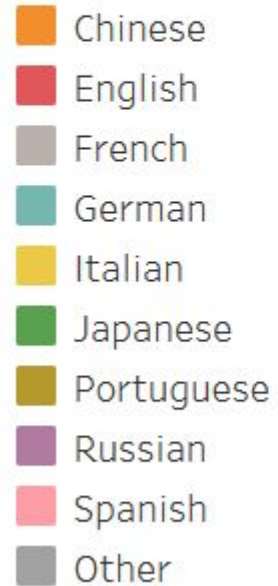 Chinese
English
French
German
Italian
Japanese
Portuguese
Russian
Spanish
Other